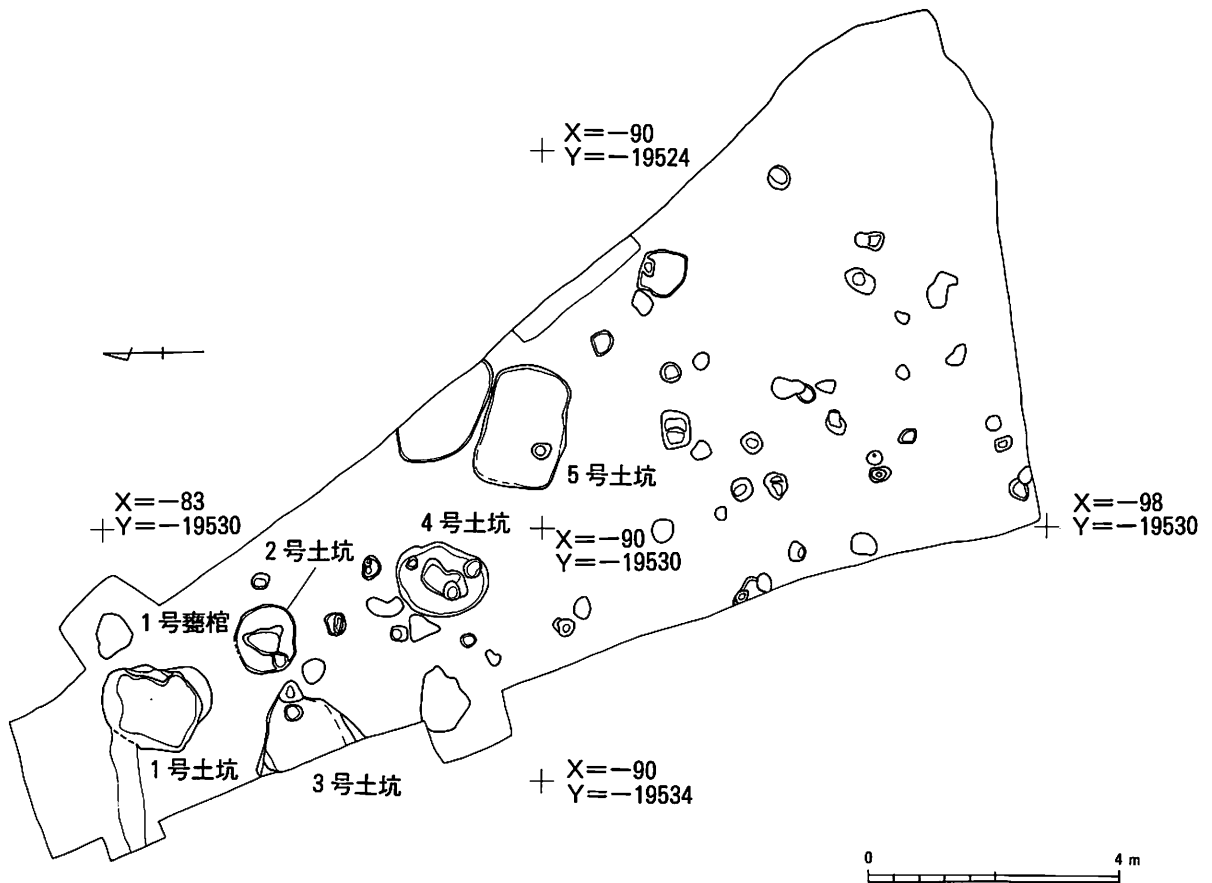 X=-90
Y=-19524
5号土坑
X=-83
Y=-19530
4号土坑
X=-90
Y=-19530
X=-98
Y=-19530
2号土坑
1号甕棺
1号土坑
3号土坑
X=-90
Y=-19534
0 4 m